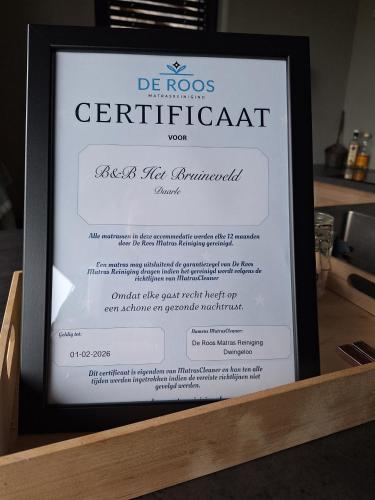 DE ROOS
MATRASREINIGING
CERTIFICAAT
VOOR
B&B Het Bruineveld
Daarle
Alle matrassen in deze accommodatie werden elke 12 maanden
door De Roos Matras Reiniging gereinigd.
Een matras mag uitsluitend de garantiezegel van De Roos
Matras Reiniging dragen indien het gereinigd wordt volgens de
richtlijnen van MatrasCleaner
Omdat elke gast recht heeft op
een schone en gezonde nachtrust.
Geldig tot:
01-02-2026
Namens MatrasCleaner:
De Roos Matras Reiniging
Dwingeloo
Dit certificaat is eigendom van MatrasCleaner en kan ten alle
tijden werden ingetrokken indien de vereiste richtlijnen niet
gevolgd werden.